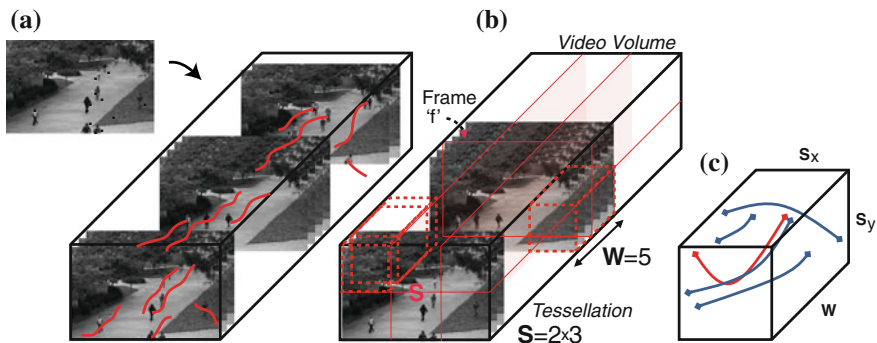 (a)
(b)
Video Volume
Frame
'f'
(c)
Sx
Sy
W=5
S
W
Tessellation
S=2x3